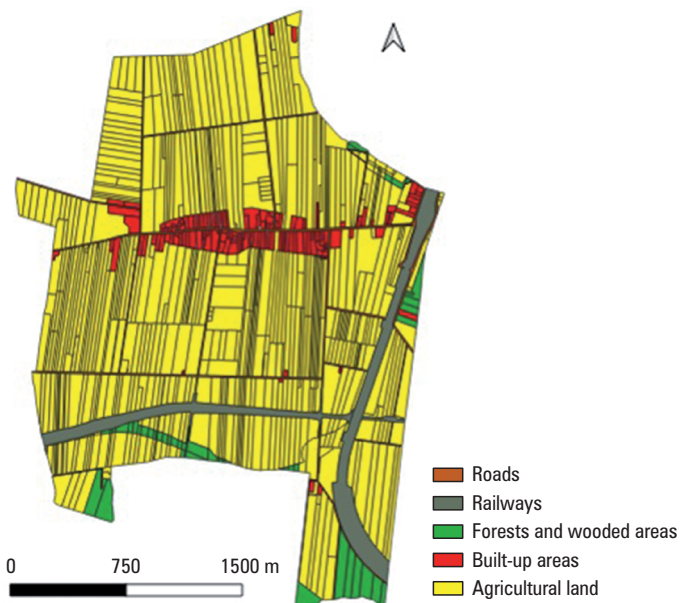 Roads
Railways
Forests and wooded areas
Built-up areas
Agricultural land
0 750 1500 m